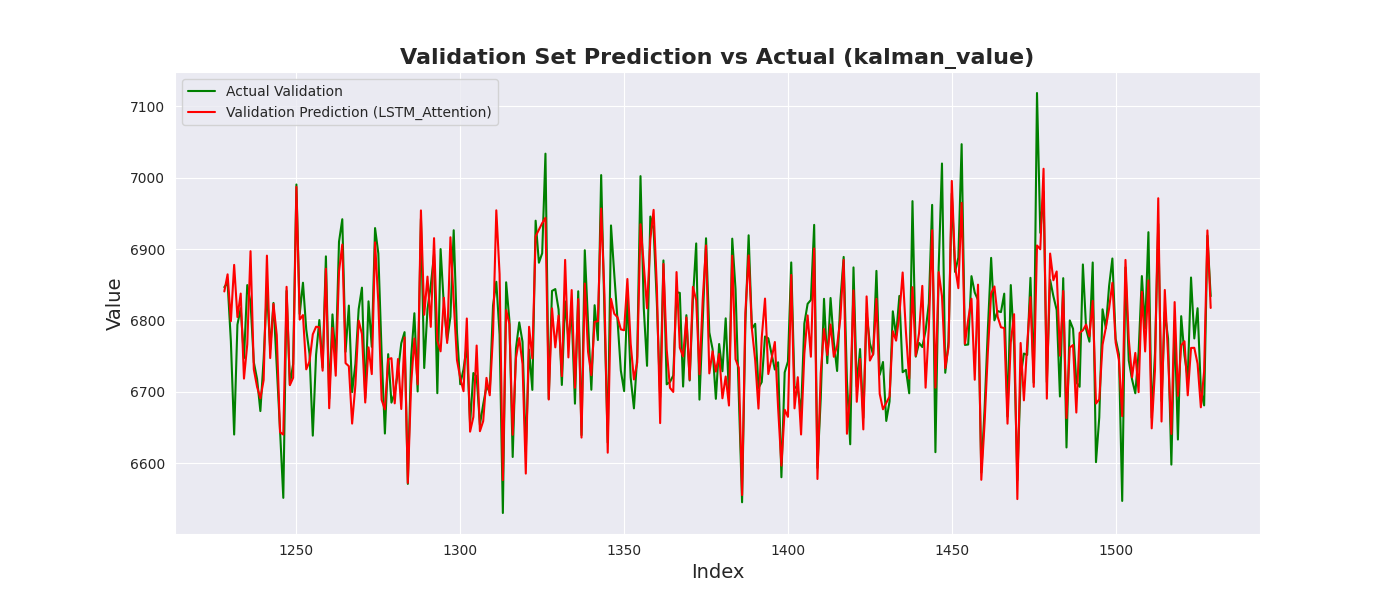 Validation Set Prediction vs Actual (kalman_value)
Actual Validation
Validation Prediction (LSTM_Attention)
Value
7100
7000
6900
6800
6700
6600
1250 1300 1350 1400 1450 1500
Index